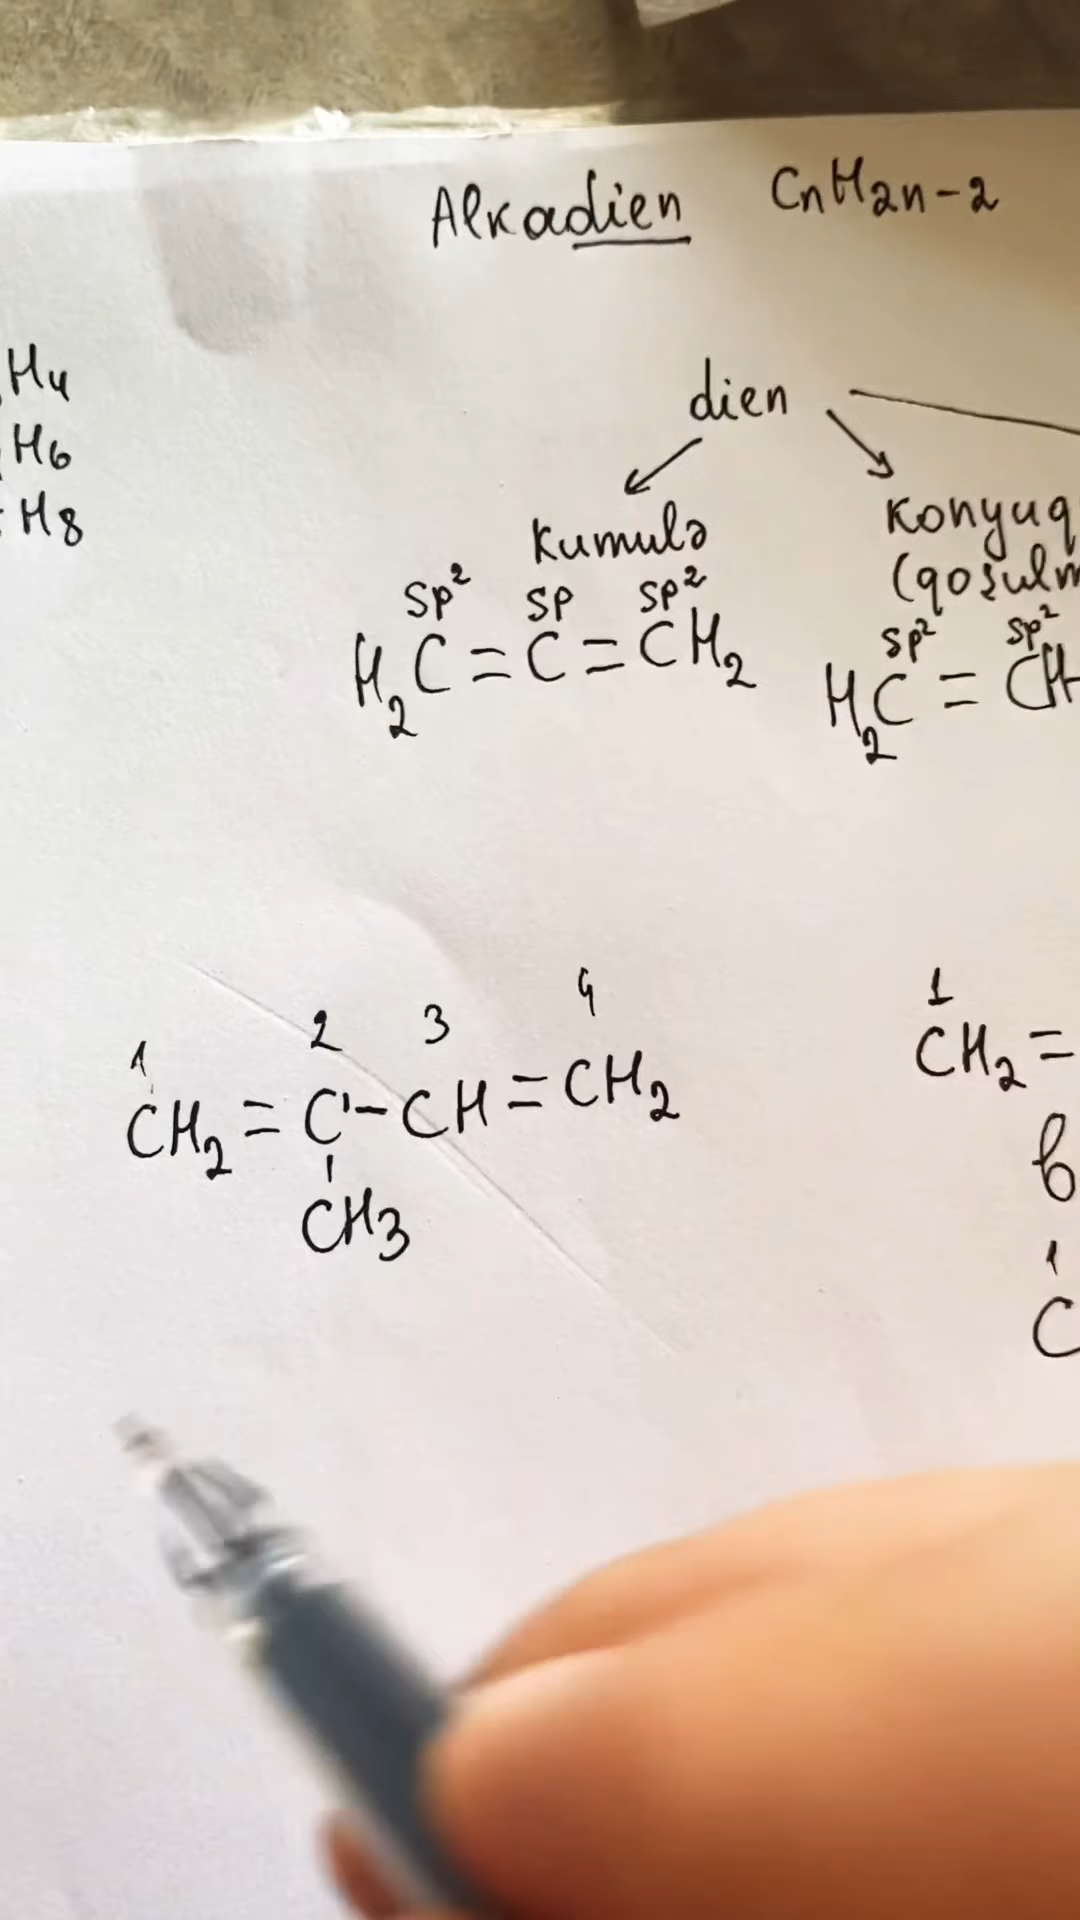 Alkadien CnH2n-2
H4
H6
H8
dien
Kumulə
Konyuq
(qoşulm
sp² sp sp²
H2C=C=CH2
sp² sp²
H2C=CH
1 2 3 4
CH2=C-CH=CH2
CH3
1
CH2=
1
C